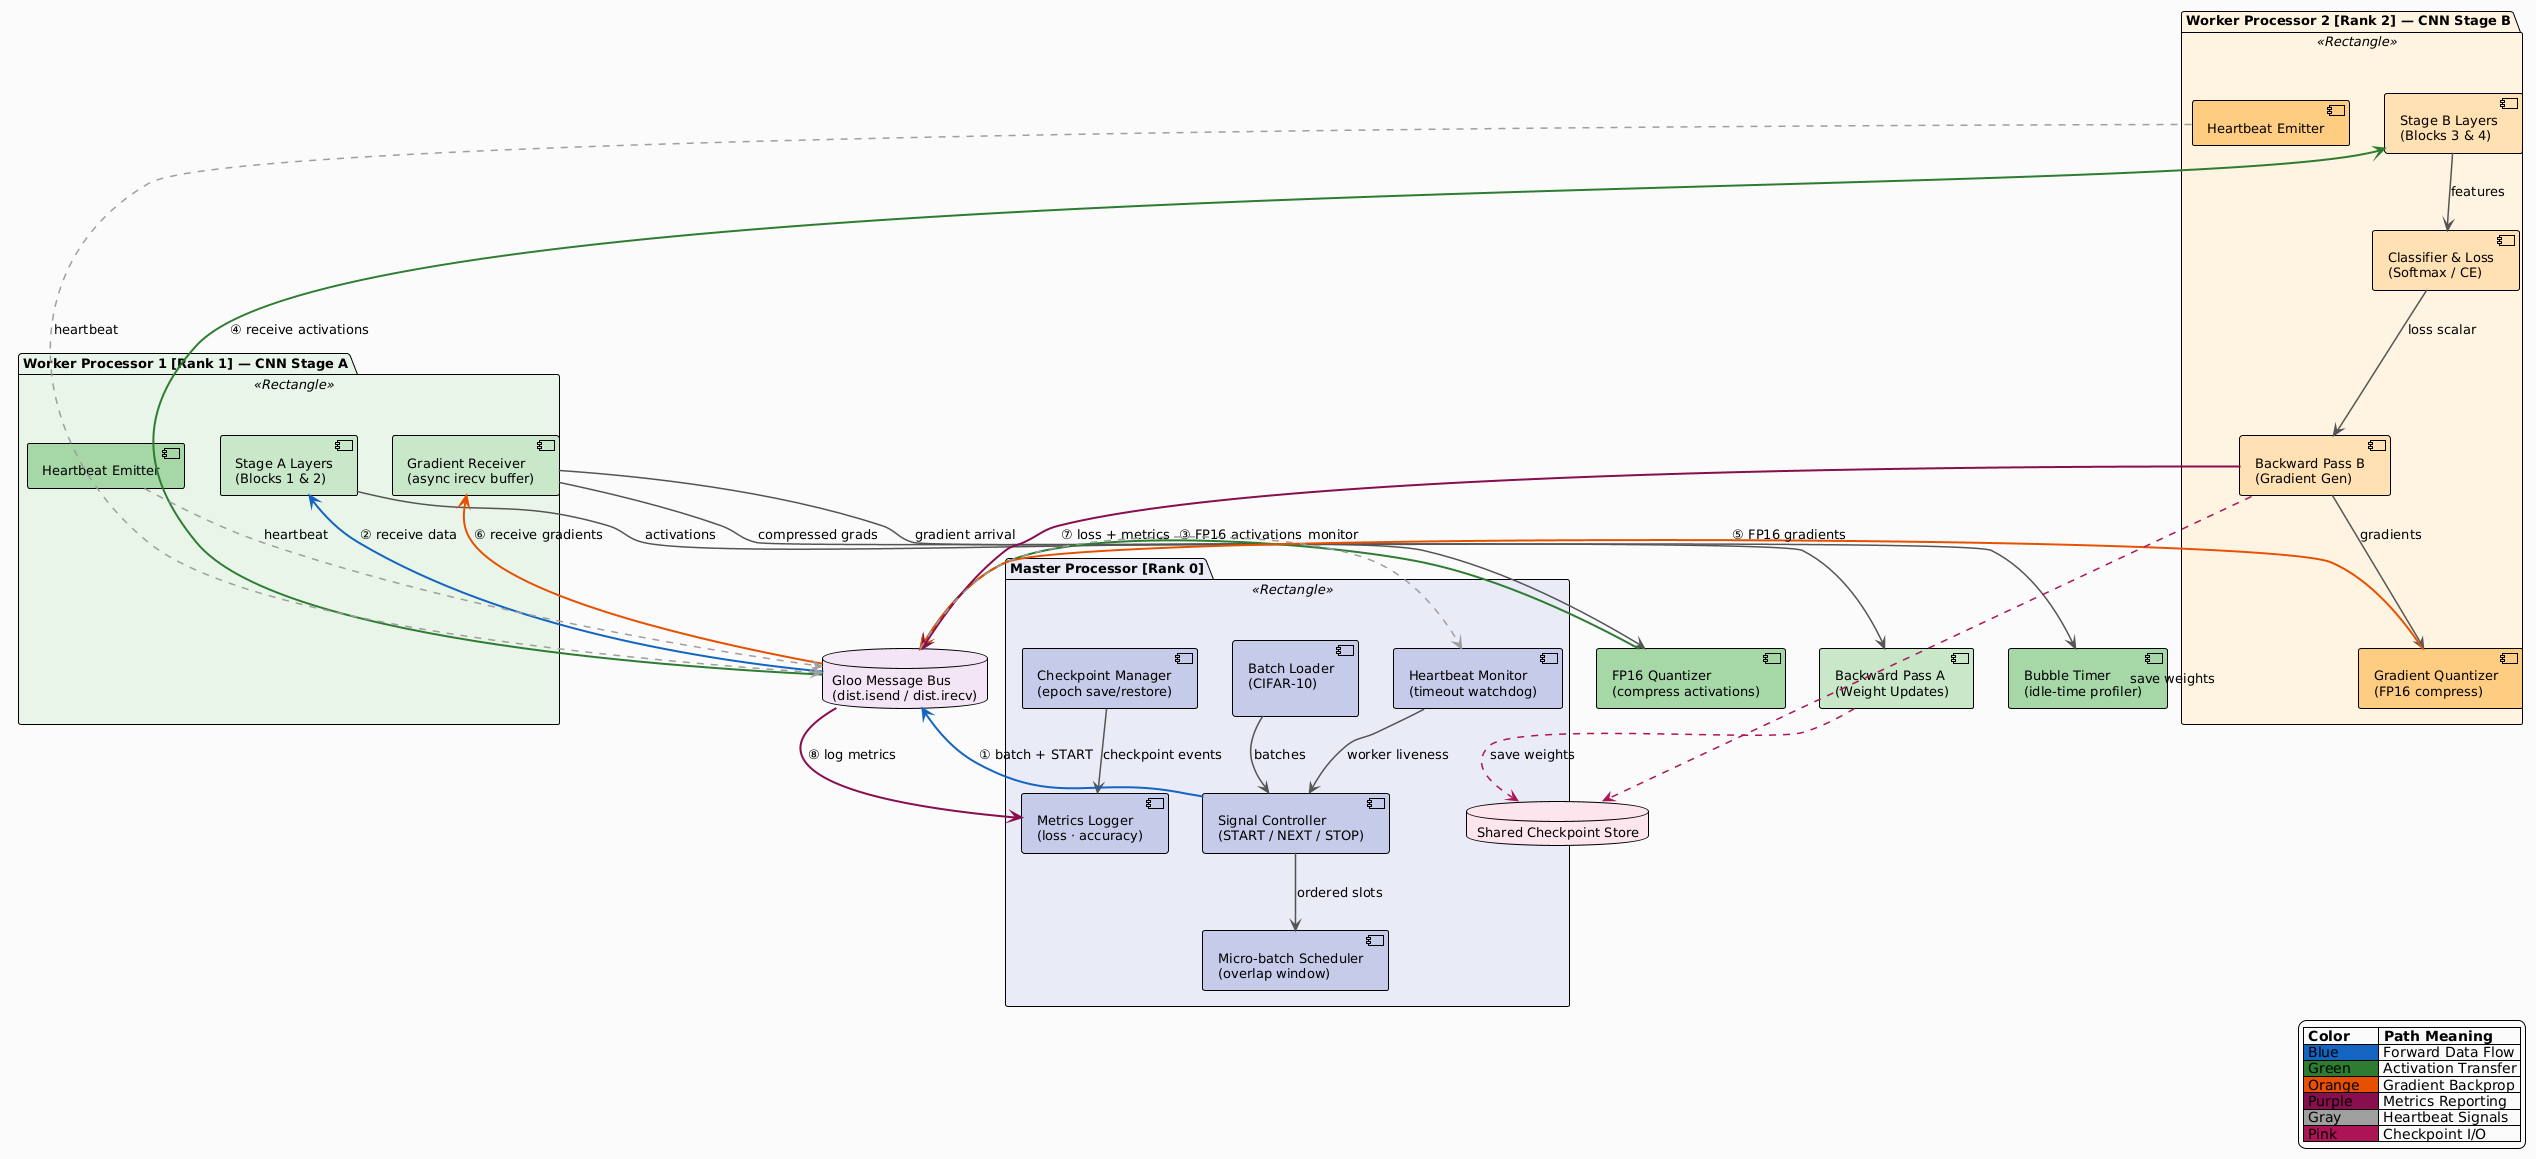 Worker Processor 2 [Rank 2] — CNN Stage B
«Rectangle»
Heartbeat Emitter
Stage B Layers
(Blocks 3 & 4)
features
Classifier & Loss
(Softmax / CE)
loss scalar
heartbeat
④ receive activations
Worker Processor 1 [Rank 1] — CNN Stage A
«Rectangle»
Heartbeat Emitter
Stage A Layers
(Blocks 1 & 2)
Gradient Receiver
(async irecv buffer)
Backward Pass B
(Gradient Gen)
heartbeat
② receive data
⑥ receive gradients
activations
compressed grads
gradient arrival
⑦ loss + metrics
③ FP16 activations
monitor
⑤ FP16 gradients
gradients
Master Processor [Rank 0]
«Rectangle»
Gloo Message Bus
(dist.isend / dist.irecv)
Checkpoint Manager
(epoch save/restore)
Batch Loader
(CIFAR-10)
Heartbeat Monitor
(timeout watchdog)
FP16 Quantizer
(compress activations)
Backward Pass A
(Weight Updates)
Bubble Timer
(idle-time profiler)
save weights
Gradient Quantizer
(FP16 compress)
⑧ log metrics
① batch + START
checkpoint events
batches
worker liveness
save weights
Metrics Logger
(loss · accuracy)
Signal Controller
(START / NEXT / STOP)
Shared Checkpoint Store
ordered slots
Micro-batch Scheduler
(overlap window)
Color Path Meaning
Blue Forward Data Flow
Green Activation Transfer
Orange Gradient Backprop
Purple Metrics Reporting
Gray Heartbeat Signals
Pink Checkpoint I/O